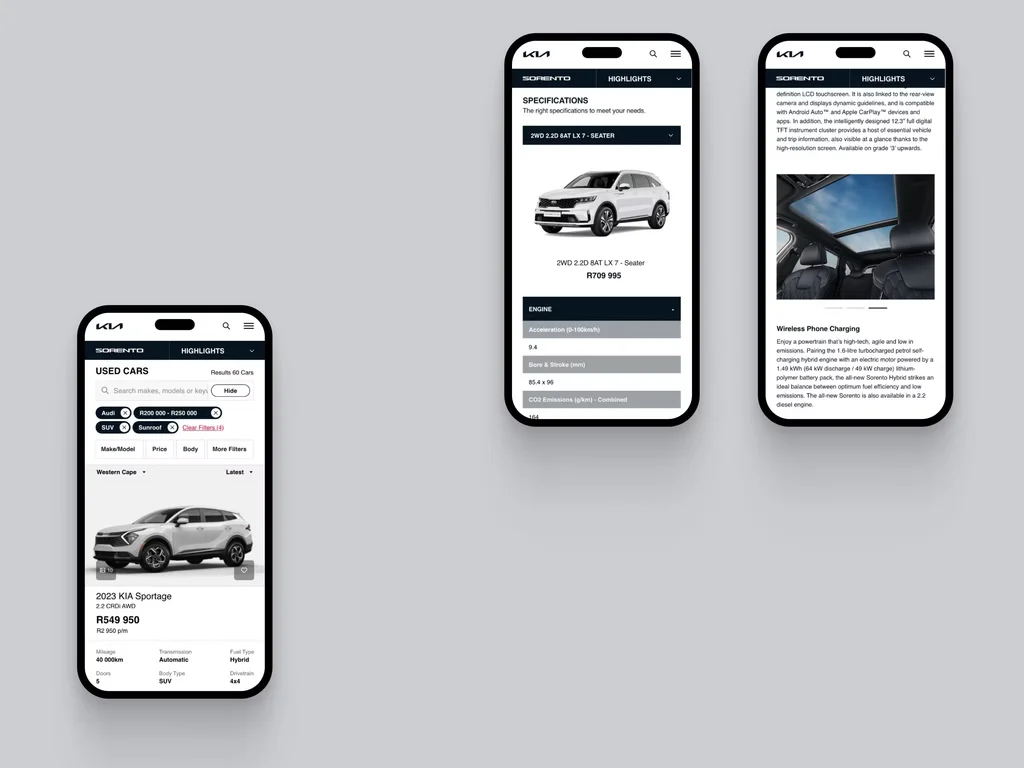 KIA
SORENTO HIGHLIGHTS
USED CARS
Results 60 Cars
Search makes, models or key
Hide
Audi
R200 000 - R250 000
SUV
Sunroof
Clear Filters (4)
Make/Model
Price
Body
More Filters
Western Cape
Latest
10
2023 KIA Sportage
2.2 CRDi AWD
R549 950
R2 950 p/m
Mileage Transmission Fuel Type
40 000km Automatic Hybrid
Doors Body Type Drivetrain
5 SUV 4x4
KIA
SORENTO HIGHLIGHTS
SPECIFICATIONS
The right specifications to meet your needs.
2WD 2.2D 8AT LX 7 - SEATER
2WD 2.2D 8AT LX 7 - Seater
R709 995
ENGINE -
Acceleration (0-100km/h)
9.4
Bore & Stroke (mm)
85.4 x 96
CO2 Emissions (g/km) - Combined
164
KIA
SORENTO HIGHLIGHTS
definition LCD touchscreen. It is also linked to the rear-view
camera and displays dynamic guidelines, and is compatible
with Android Auto™ and Apple CarPlay™ devices and
apps. In addition, the intelligently designed 12.3” full digital
TFT instrument cluster provides a host of essential vehicle
and trip information, also visible at a glance thanks to the
high-resolution screen. Available on grade ‘3’ upwards.
Wireless Phone Charging
Enjoy a powertrain that’s high-tech, agile and low in
emissions. Pairing the 1.6-litre turbocharged petrol self-
charging hybrid engine with an electric motor powered by a
1.49 kWh (64 kW discharge / 49 kW charge) lithium-
polymer battery pack, the all-new Sorento Hybrid strikes an
ideal balance between optimum fuel efficiency and low
emissions. The all-new Sorento is also available in a 2.2
diesel engine.